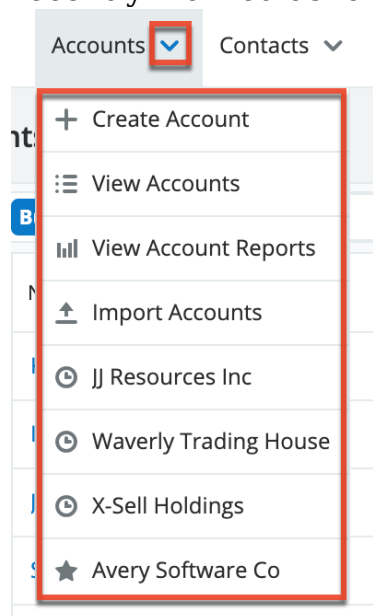 Accounts
Contacts
Create Account
View Accounts
View Account Reports
Import Accounts
JJ Resources Inc
Waverly Trading House
X-Sell Holdings
Avery Software Co